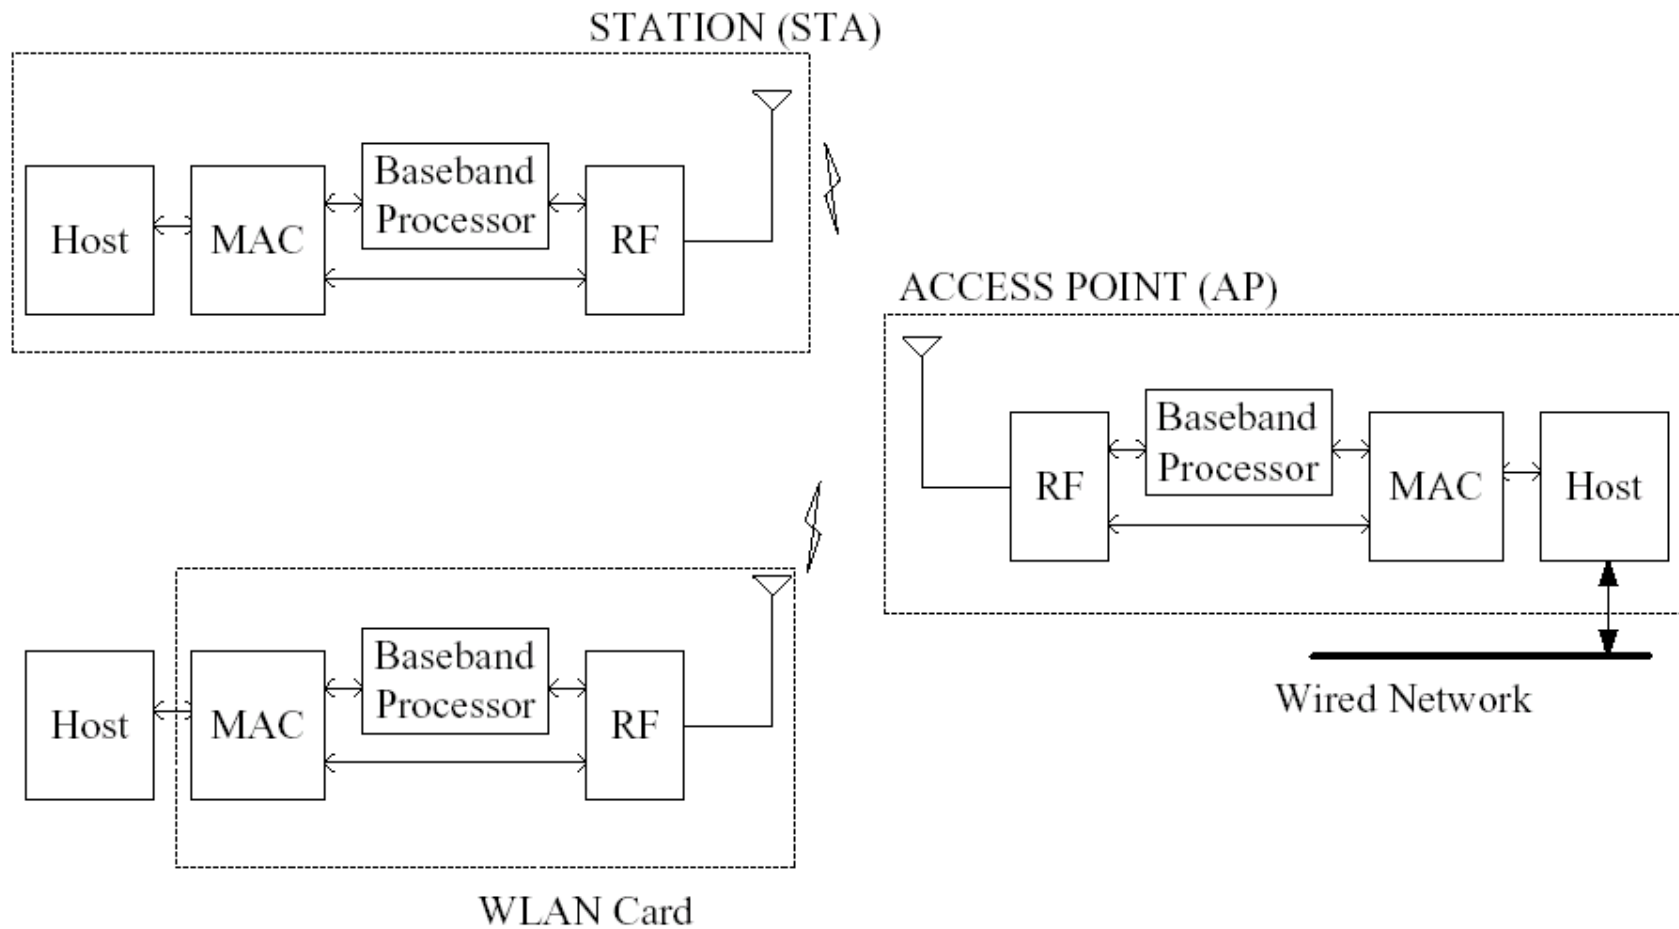 STATION (STA)
Host
MAC
Baseband
Processor
RF
ACCESS POINT (AP)
RF
Baseband
Processor
MAC
Host
Wired Network
Host
MAC
Baseband
Processor
RF
WLAN Card